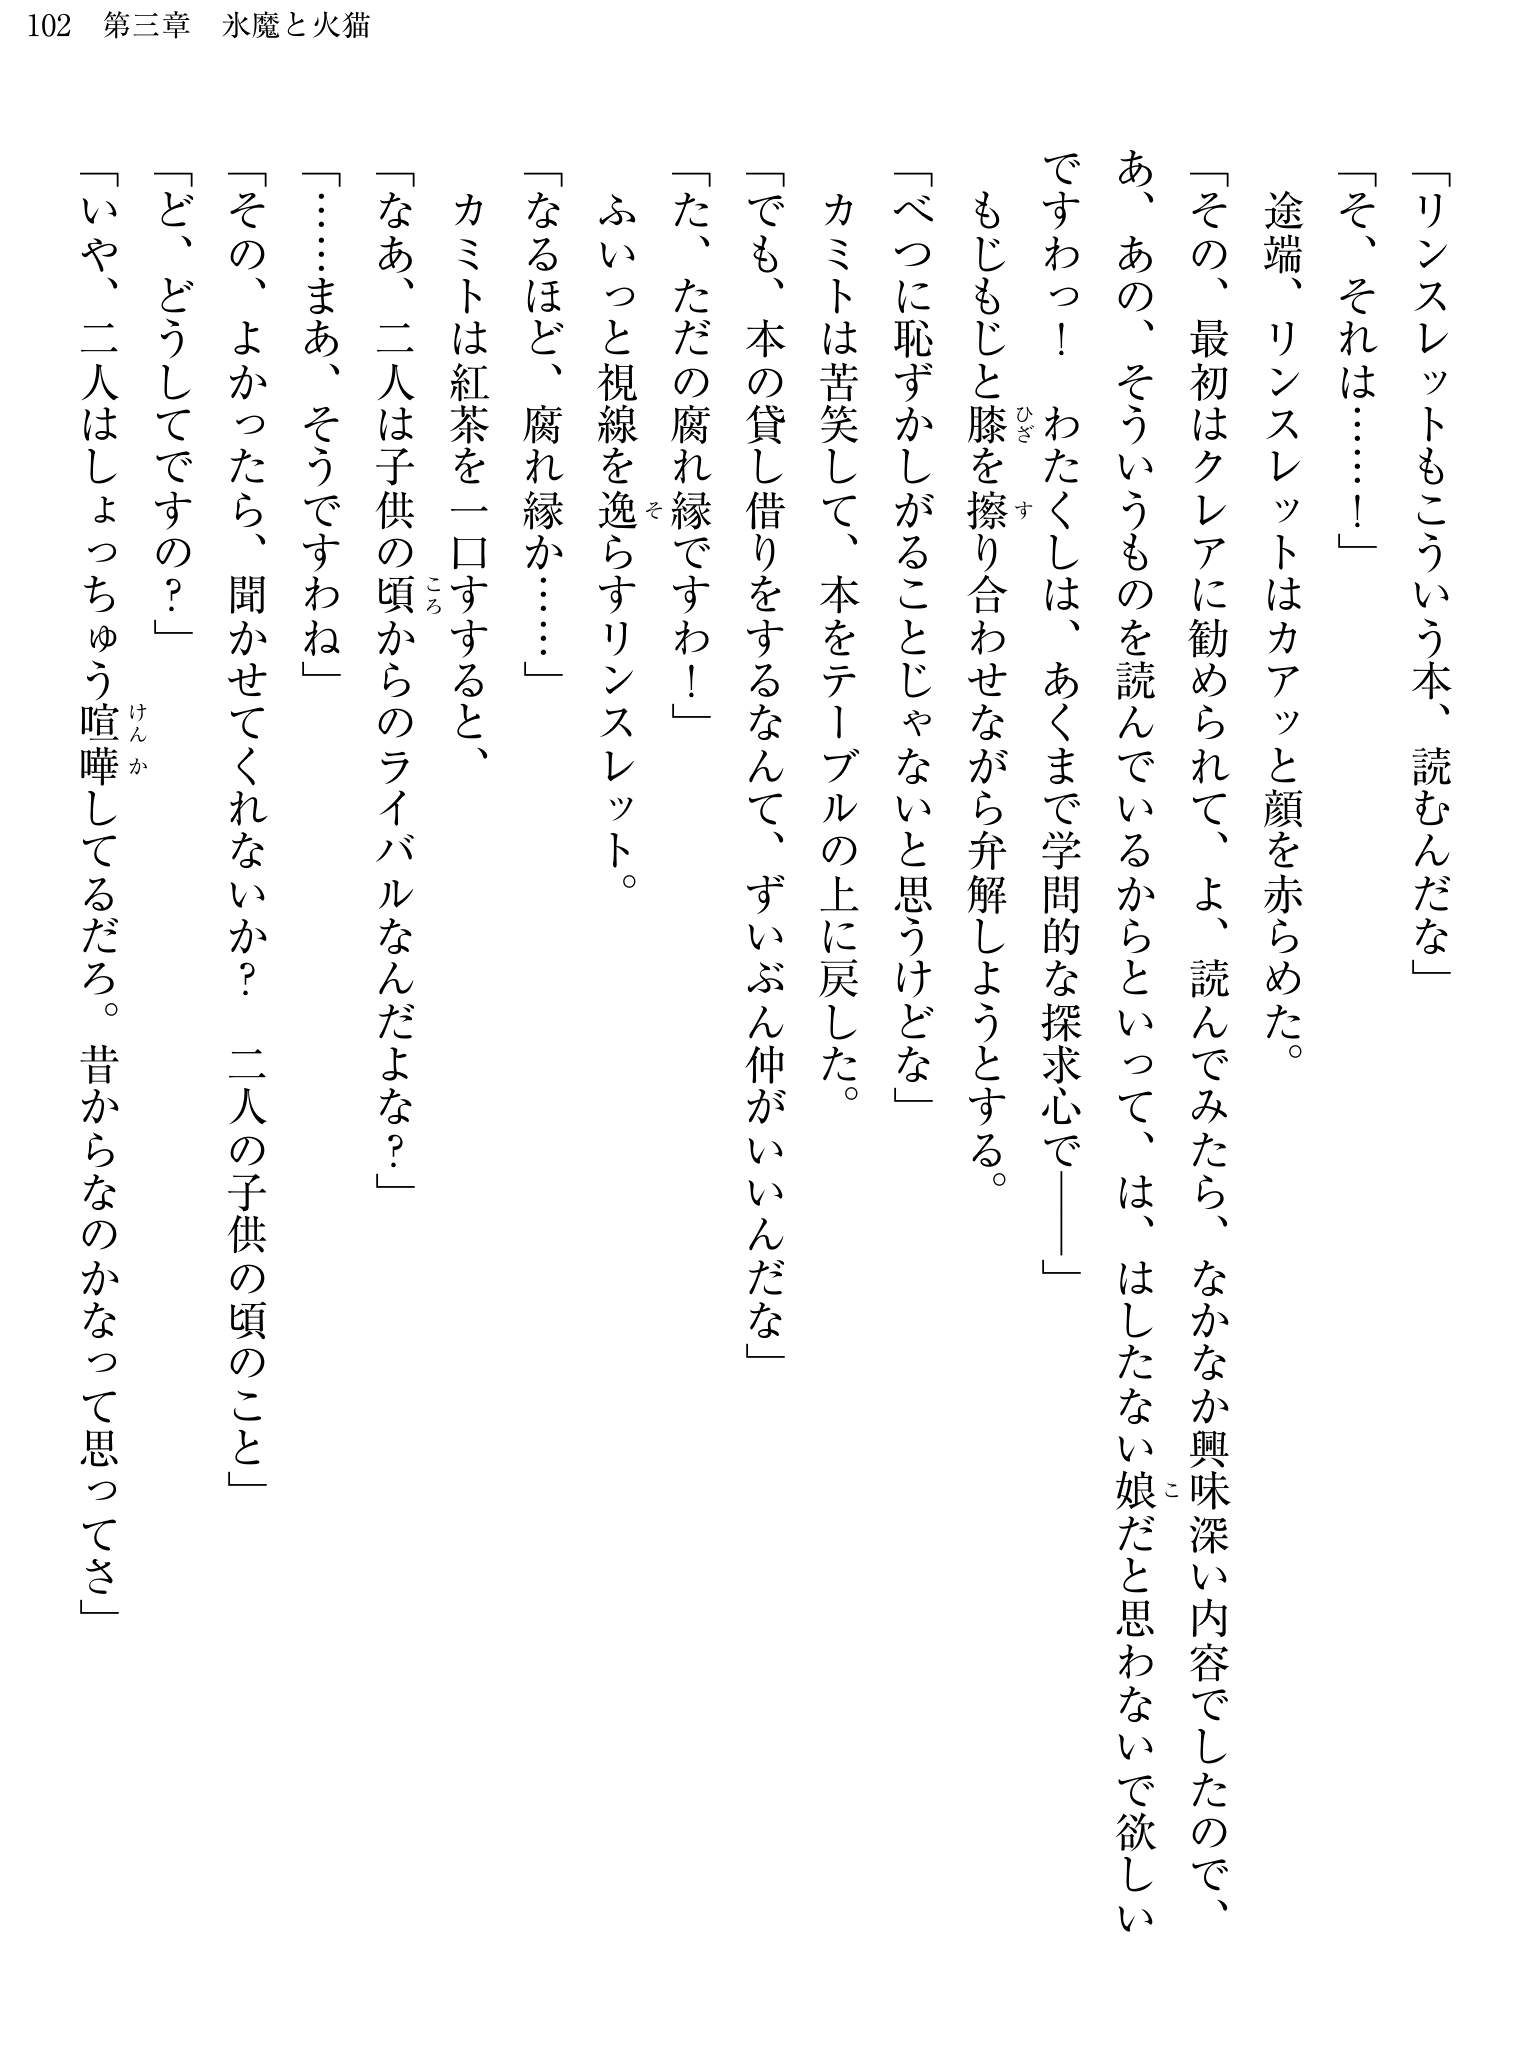 102　第三章　氷魔と火猫
「リンスレットもこういう本、読むんだな」
「そ、それは……！」
　途端、リンスレットはカアッと顔を赤らめた。
「その、最初はクレアに勧められて、よ、読んでみたら、なかなか興味深い内容でしたので、
あ、あの、そういうものを読んでいるからといって、は、はしたない娘だと思わないで欲しい
ですわっ！　わたくしは、あくまで学問的な探求心で――」
　もじもじと膝を擦り合わせながら弁解しようとする。
「べつに恥ずかしがることじゃないと思うけどな」
　カミトは苦笑して、本をテーブルの上に戻した。
「でも、本の貸し借りをするなんて、ずいぶん仲がいいんだな」
「た、ただの腐れ縁ですわ！」
　ふいっと視線を逸らすリンスレット。
「なるほど、腐れ縁か……」
　カミトは紅茶を一口すすると、
「なあ、二人は子供の頃からのライバルなんだよな？」
「……まあ、そうですわね」
「その、よかったら、聞かせてくれないか？　二人の子供の頃のこと」
「ど、どうしてですの？」
「いや、二人はしょっちゅう喧嘩してるだろ。昔からなのかなって思ってさ」